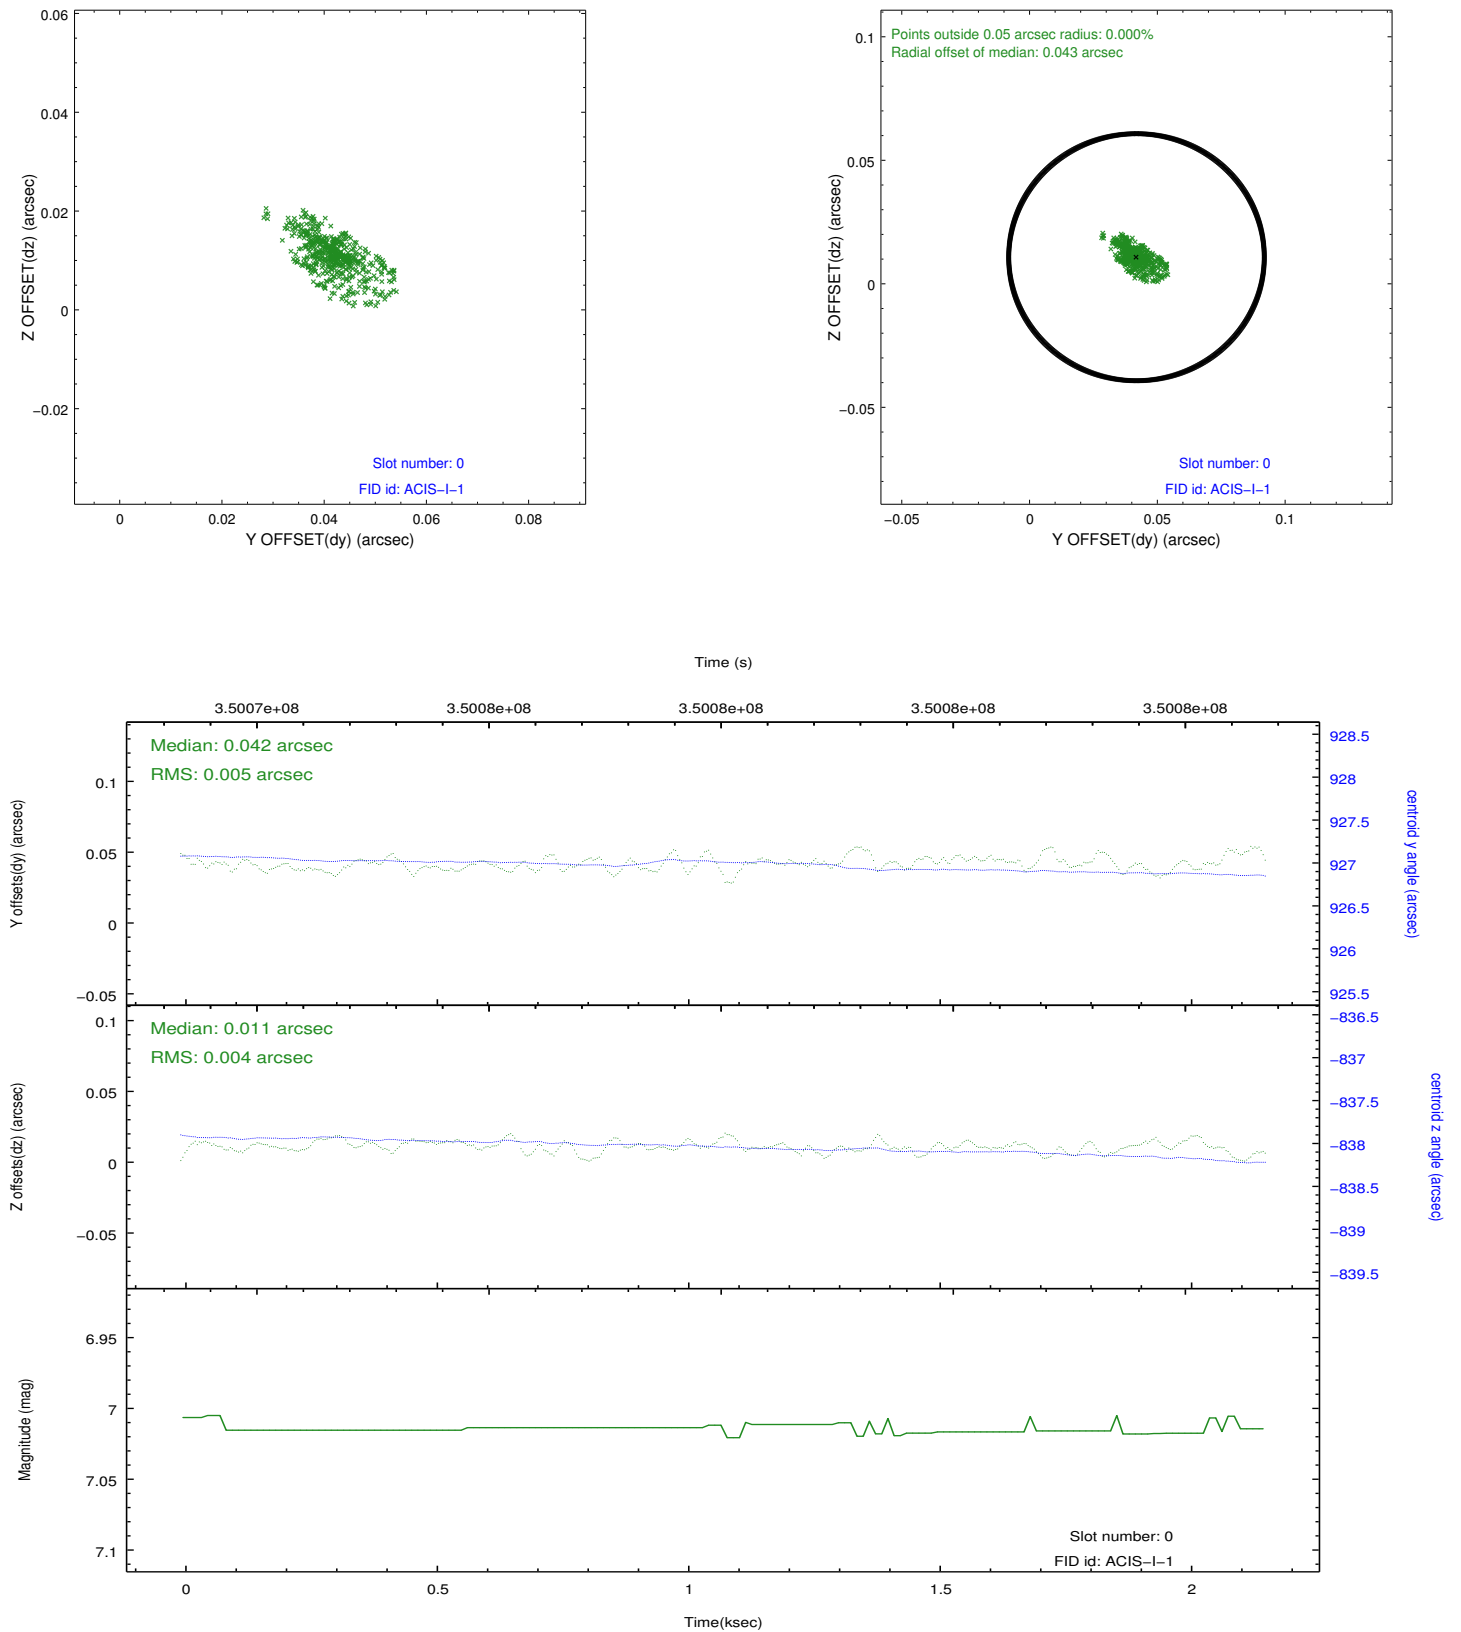 0.06
0.04
0.02
0
−0.02
Z OFFSET(dz) (arcsec)
Slot number: 0
FID id: ACIS−I−1
0 0.02 0.04 0.06 0.08
Y OFFSET(dy) (arcsec)
Points outside 0.05 arcsec radius: 0.000%
Radial offset of median: 0.043 arcsec
0.1
0.05
0
−0.05
Z OFFSET(dz) (arcsec)
Slot number: 0
FID id: ACIS−I−1
−0.05 0 0.05 0.1
Y OFFSET(dy) (arcsec)
Time (s)
3.5007e+08 3.5008e+08 3.5008e+08 3.5008e+08 3.5008e+08
Median: 0.042 arcsec
RMS: 0.005 arcsec
0.1
0.05
0
−0.05
Y offsets(dy) (arcsec)
928.5
928
927.5
927
926.5
926
925.5
centroid y angle (arcsec)
Median: 0.011 arcsec
RMS: 0.004 arcsec
0.1
0.05
0
−0.05
Z offsets(dz) (arcsec)
−836.5
−837
−837.5
−838
−838.5
−839
−839.5
centroid z angle (arcsec)
6.95
7
7.05
7.1
Magnitude (mag)
Slot number: 0
FID id: ACIS−I−1
0 0.5 1 1.5 2
Time(ksec)